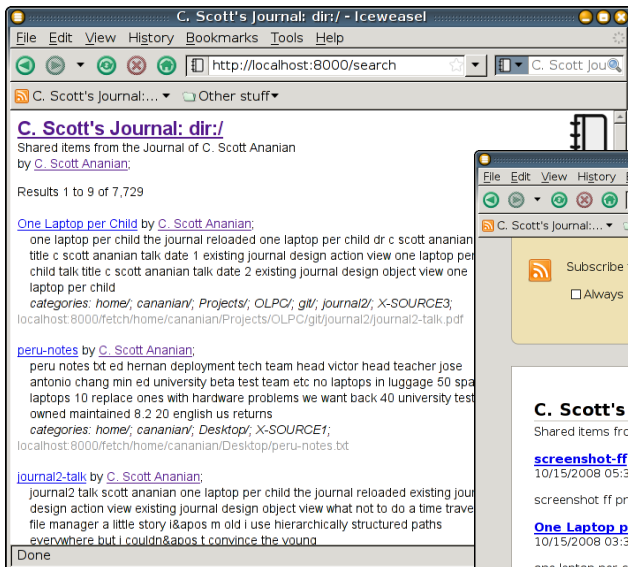 C. Scott's Journal: dir:/ - Iceweasel
File Edit View History Bookmarks Tools Help
http://localhost:8000/search
C. Scott Jou
C. Scott's Journal:...
Other stuff
C. Scott's Journal: dir:/
Shared items from the Journal of C. Scott Ananian
by C. Scott Ananian;
Results 1 to 9 of 7,729
One Laptop per Child by C. Scott Ananian;
one laptop per child the journal reloaded one laptop per child dr c scott ananian
title c scott ananian talk date 1 existing journal design action view one laptop per
child talk title c scott ananian talk date 2 existing journal design object view one
laptop per child
categories: home/; cananian/; Projects/; OLPC/; git/; journal2/; X-SOURCE3;
localhost:8000/fetch/home/cananian/Projects/OLPC/git/journal2/journal2-talk.pdf
peru-notes by C. Scott Ananian;
peru notes txt ed hernan deployment tech team head victor head teacher jose
antonio chang min ed university beta test team etc no laptops in luggage 50 spa
laptops 10 replace ones with hardware problems we want back 40 university test
owned maintained 8.2 20 english us returns
categories: home/; cananian/; Desktop/; X-SOURCE1;
localhost:8000/fetch/home/cananian/Desktop/peru-notes.txt
journal2-talk by C. Scott Ananian;
journal2 talk scott ananian one laptop per child the journal reloaded existing jour
design action view existing journal design object view what not to do a time trave
file manager a little story i&apos m old i use hierarchically structured paths
everywhere but i couldn&apos t convince the young
Done
File Edit View History
C. Scott's Journal:...
Subscribe
Always
C. Scott's
Shared items fro
screenshot-ff
10/15/2008 05:3
screenshot ff pr
One Laptop p
10/15/2008 03:3